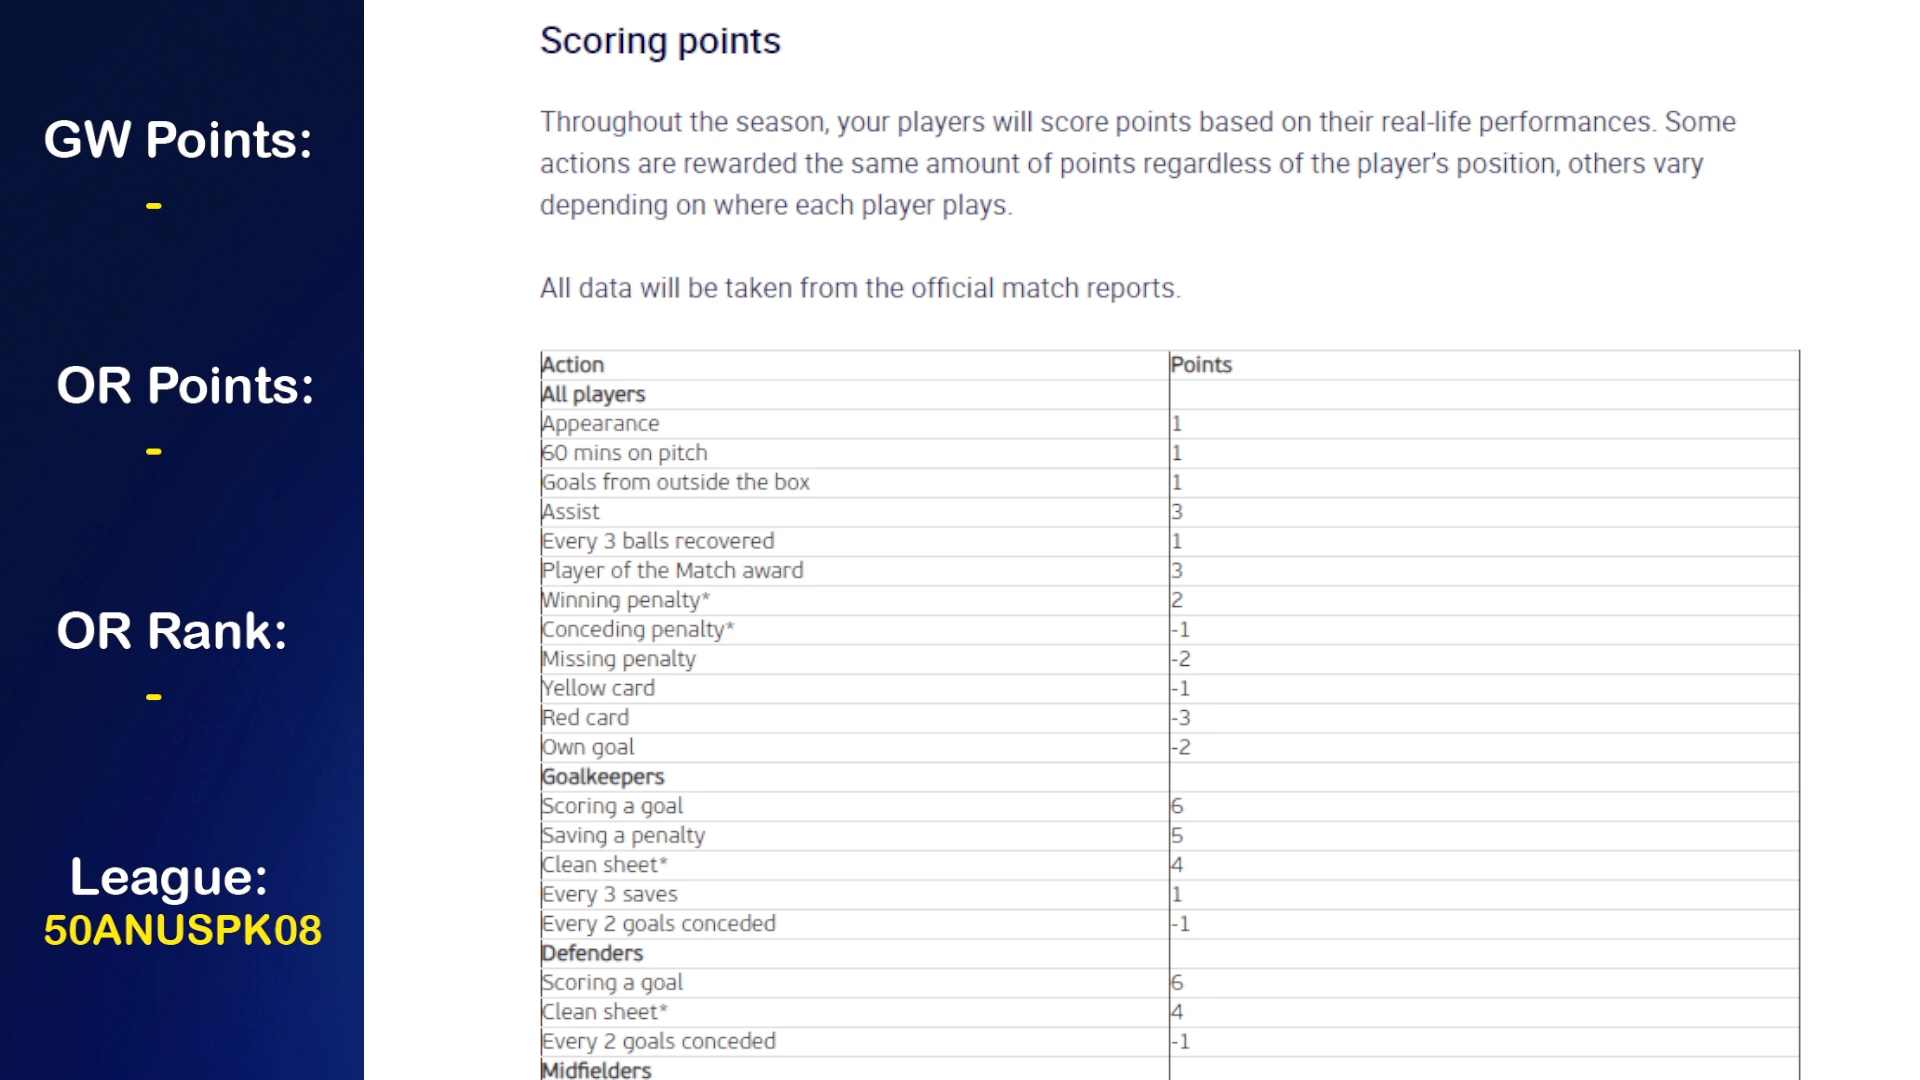 GW Points:
-
OR Points:
-
OR Rank:
-
League:
50ANUSPK08
Scoring points
Throughout the season, your players will score points based on their real-life performances. Some
actions are rewarded the same amount of points regardless of the player’s position, others vary
depending on where each player plays.
All data will be taken from the official match reports.
Action Points
All players
Appearance 1
60 mins on pitch 1
Goals from outside the box 1
Assist 3
Every 3 balls recovered 1
Player of the Match award 3
Winning penalty* 2
Conceding penalty* -1
Missing penalty -2
Yellow card -1
Red card -3
Own goal -2
Goalkeepers
Scoring a goal 6
Saving a penalty 5
Clean sheet* 4
Every 3 saves 1
Every 2 goals conceded -1
Defenders
Scoring a goal 6
Clean sheet* 4
Every 2 goals conceded -1
Midfielders